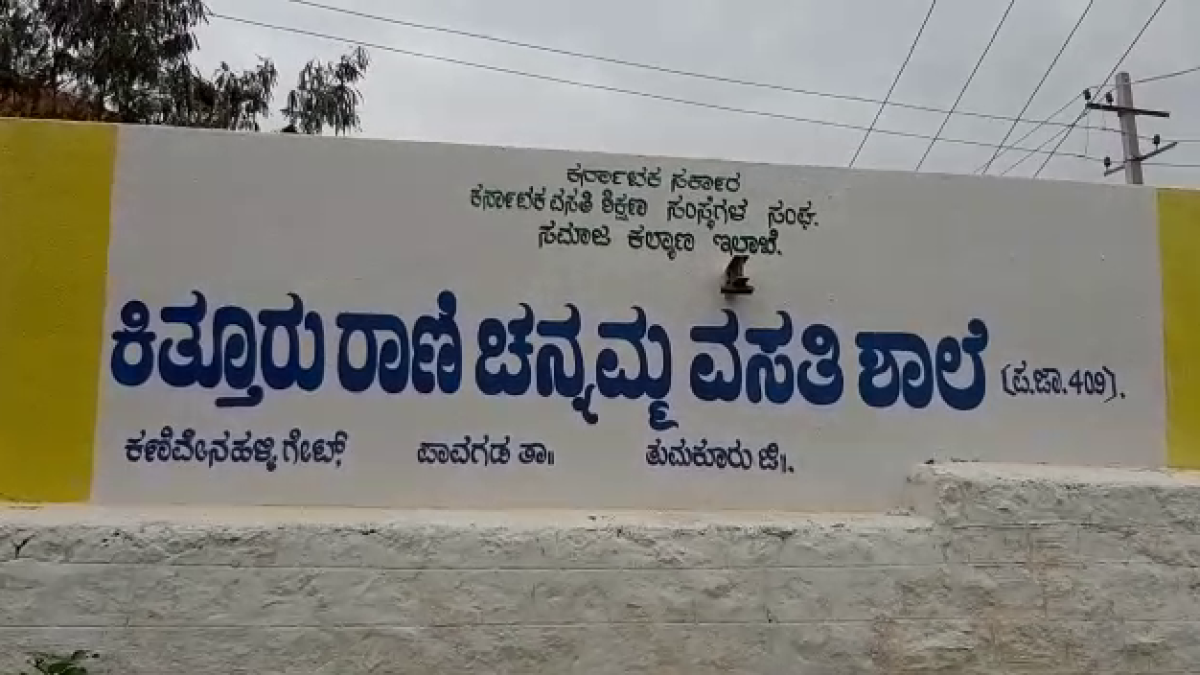 ಕರ್ನಾಟಕ ಸರ್ಕಾರ
ಕರ್ನಾಟಕ ವಸತಿ ಶಿಕ್ಷಣ ಸಂಸ್ಥೆಗಳ ಸಂಘ.
ಸಮಾಜ ಕಲ್ಯಾಣ ಇಲಾಖೆ.
ಕಿತ್ತೂರು ರಾಣಿ ಚನ್ನಮ್ಮ ವಸತಿ ಶಾಲೆ (ಪ.ಜಾ.409).
ಕಣಿವೇನಹಳ್ಳಿ ಗೇಟ್, ಪಾವಗಡ ತಾ॥ ತುಮಕೂರು ಜಿ॥.